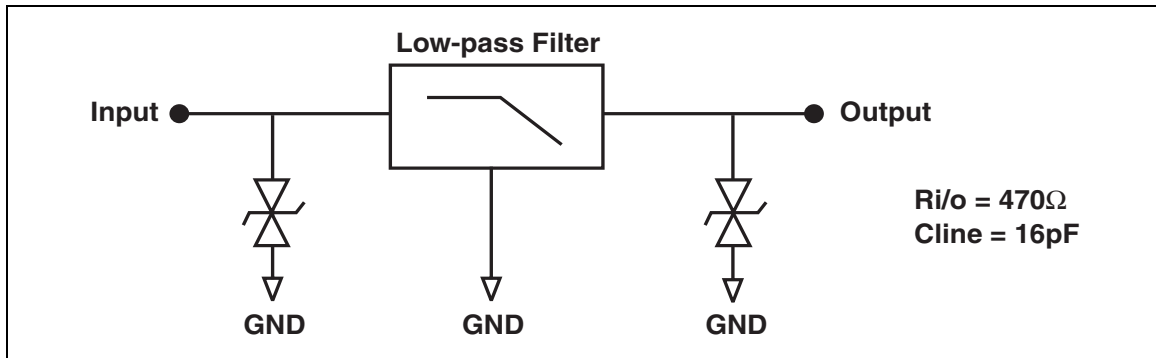 Low-pass Filter
Input
Output
Ri/o = 470Ω
Cline = 16pF
GND
GND
GND